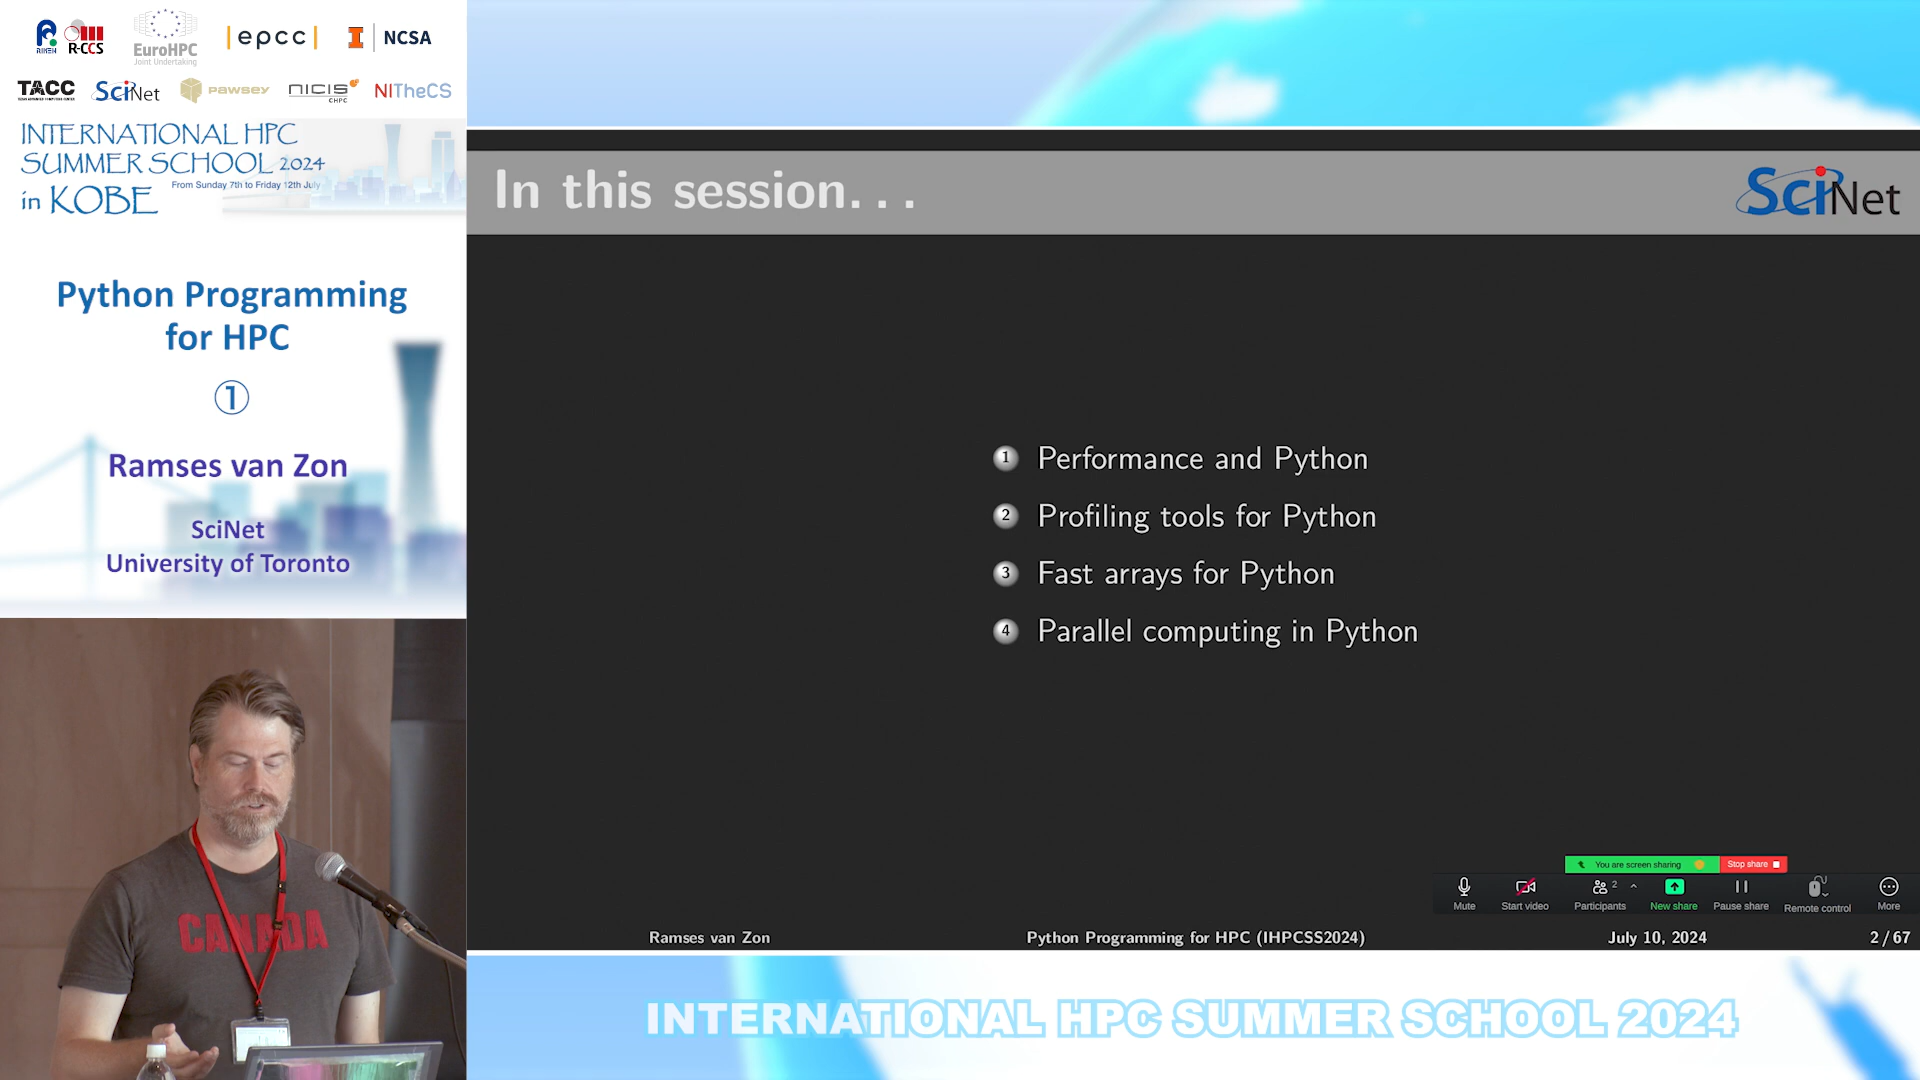 RIKEN
R-CCS
EuroHPC
Joint Undertaking
epcc
NCSA
TACC
SciNet
PAWSEY
NICIS
CHPC
NITheCS
INTERNATIONAL HPC
SUMMER SCHOOL 2024
From Sunday 7th to Friday 12th July
in KOBE
Python Programming
for HPC
①
Ramses van Zon
SciNet
University of Toronto
CANADA
In this session...
SciNet
1 Performance and Python
2 Profiling tools for Python
3 Fast arrays for Python
4 Parallel computing in Python
You are screen sharing
Stop share
Mute
Start video
Participants
2
New share
Pause share
Remote control
More
Ramses van Zon
Python Programming for HPC (IHPCSS2024)
July 10, 2024
2 / 67
INTERNATIONAL HPC SUMMER SCHOOL 2024